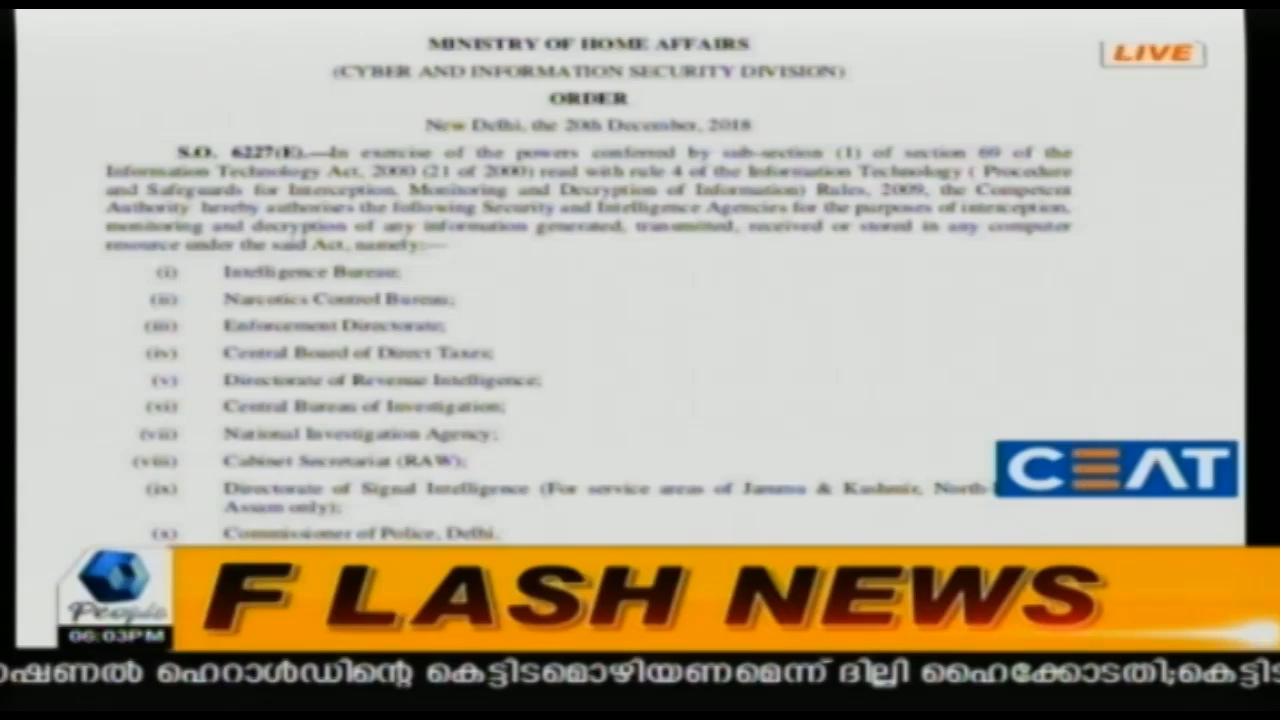 MINISTRY OF HOME AFFAIRS
(CYBER AND INFORMATION SECURITY DIVISION)
ORDER
New Delhi, the 20th December, 2018
S.O. 6227(E).—In exercise of the powers conferred by sub-section (1) of section 69 of the
Information Technology Act, 2000 (21 of 2000) read with rule 4 of the Information Technology ( Procedure
and Safeguards for Interception, Monitoring and Decryption of Information) Rules, 2009, the Competent
Authority hereby authorises the following Security and Intelligence Agencies for the purposes of interception,
monitoring and decryption of any information generated, transmitted, received or stored in any computer
resource under the said Act, namely:—
(i) Intelligence Bureau;
(ii) Narcotics Control Bureau;
(iii) Enforcement Directorate;
(iv) Central Board of Direct Taxes;
(v) Directorate of Revenue Intelligence;
(vi) Central Bureau of Investigation;
(vii) National Investigation Agency;
(viii) Cabinet Secretariat (RAW);
(ix) Directorate of Signal Intelligence (For service areas of Jammu & Kashmir, North-
Assam only);
(x) Commissioner of Police, Delhi.
LIVE
CEAT
People
06:03PM
FLASH NEWS
ഷണൽ ഹെറാൾഡിന്റെ കെട്ടിടമൊഴിയണമെന്ന് ദില്ലി ഹൈക്കോടതി;കെട്ടിട